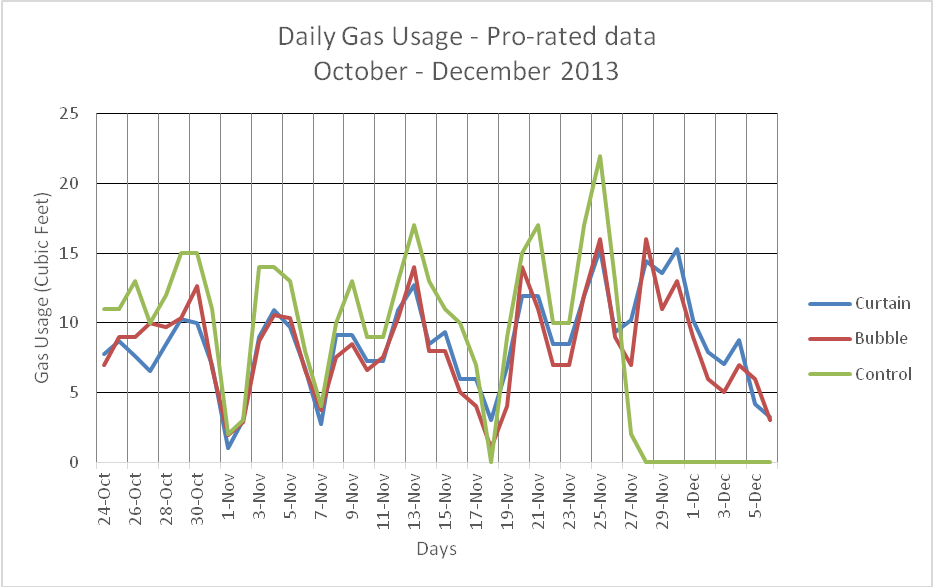 Daily Gas Usage - Pro-rated data
October - December 2013
25
20
15
10
5
0
Gas Usage (Cubic Feet)
24-Oct
26-Oct
28-Oct
30-Oct
1-Nov
3-Nov
5-Nov
7-Nov
9-Nov
11-Nov
13-Nov
15-Nov
17-Nov
19-Nov
21-Nov
23-Nov
25-Nov
27-Nov
29-Nov
1-Dec
3-Dec
5-Dec
Days
Curtain
Bubble
Control